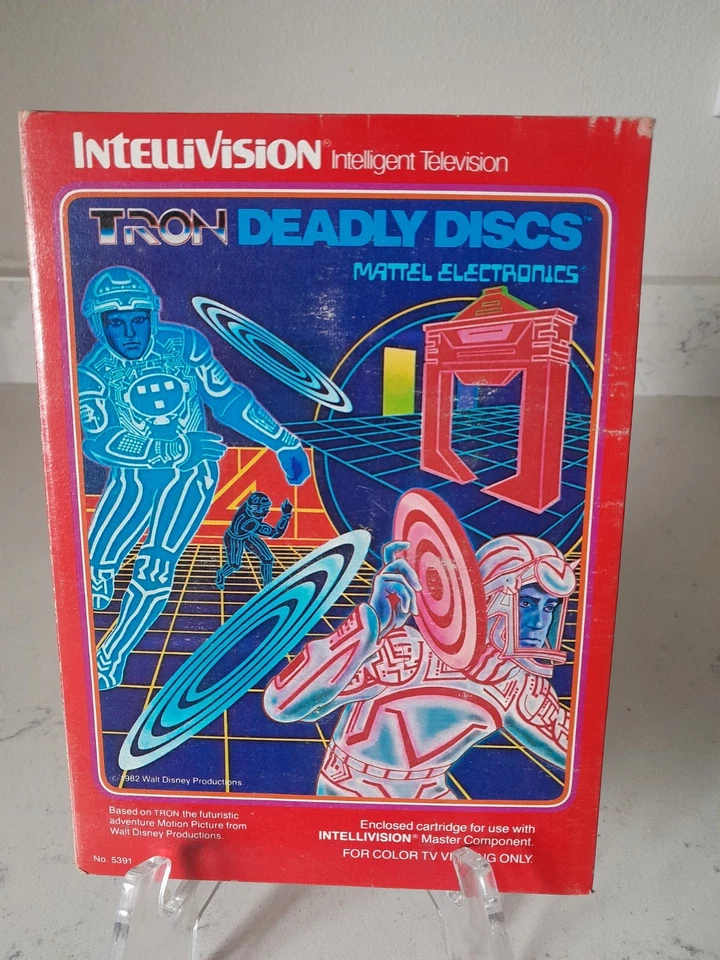 INTELLIVISION® Intelligent Television
TRON DEADLY DISCS™
MATTEL ELECTRONICS®
© 1982 Walt Disney Productions
Based on TRON the futuristic
adventure Motion Picture from
Walt Disney Productions.
No. 5391
Enclosed cartridge for use with
INTELLIVISION® Master Component.
FOR COLOR TV ONLY.